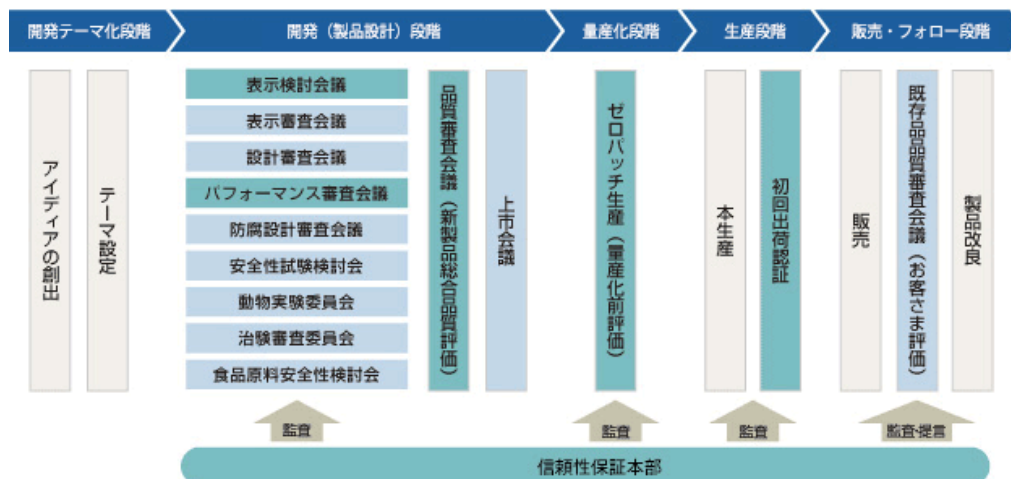 開発テーマ化段階
開発（製品設計）段階
量産化段階
生産段階
販売・フォロー段階
アイディアの創出
テーマ設定
表示検討会議
表示審査会議
設計審査会議
パフォーマンス審査会議
防腐設計審査会議
安全性試験検討会
動物実験委員会
治験審査委員会
食品原料安全性検討会
品質審査会議（新製品総合品質評価）
上市会議
ゼロバッチ生産（量産化前評価）
本生産
初回出荷認証
販売
既存品品質審査会議（お客さま評価）
製品改良
監査
監査
監査
監査・提言
信頼性保証本部